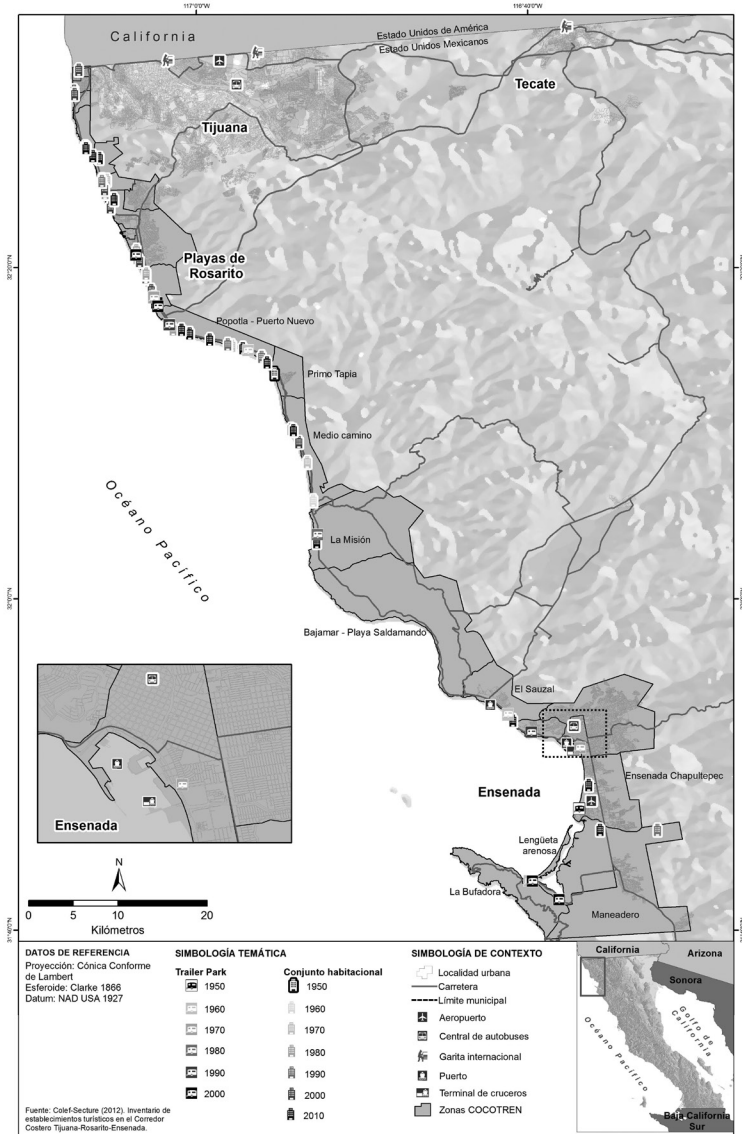 117°0'0"W
116°40'0"W
California
Estado Unidos de América
Estado Unidos Mexicanos
Tecate
Tijuana
32°20'0"N
Playas de
Rosarito
Popotla - Puerto Nuevo
Primo Tapia
Medio camino
Océano Pacífico
La Misión
32°0'0"N
Bajamar - Playa Saldamando
El Sauzal
Ensenada Chapultepec
Ensenada
Ensenada
Lengüeta
arenosa
La Bufadora
Maneadero
N
0 5 10 20
Kilómetros
31°40'0"N
DATOS DE REFERENCIA
Proyección: Cónica Conforme
de Lambert
Esferoide: Clarke 1866
Datum: NAD USA 1927
Fuente: Colef-Secture (2012). Inventario de
establecimientos turísticos en el Corredor
Costero Tijuana-Rosarito-Ensenada.
SIMBOLOGÍA TEMÁTICA
Trailer Park
1950
1960
1970
1980
1990
2000
Conjunto habitacional
1950
1960
1970
1980
1990
2000
2010
SIMBOLOGÍA DE CONTEXTO
Localidad urbana
Carretera
Límite municipal
Aeropuerto
Central de autobuses
Garita internacional
Puerto
Terminal de cruceros
Zonas COCOTREN
California
Arizona
Sonora
Golfo de
California
Océano Pacífico
Baja California
Sur